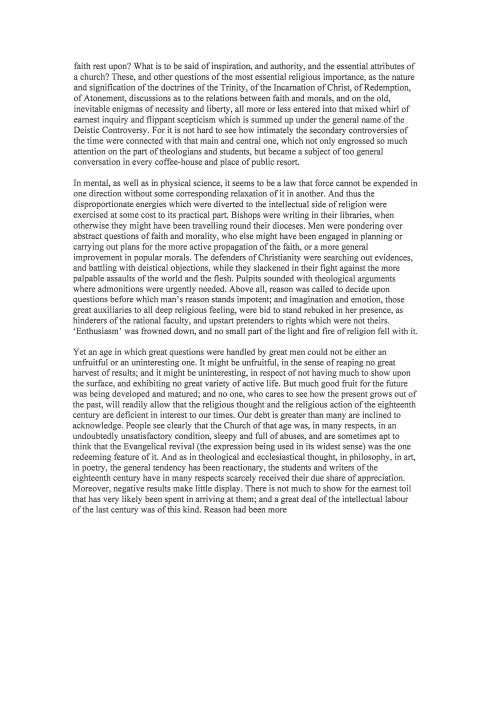 faith rest upon? What is to be said of inspiration, and authority, and the essential attributes of
a church? These, and other questions of the most essential religious importance, as the nature
and signification of the doctrines of the Trinity, of the Incarnation of Christ, of Redemption,
of Atonement, discussions as to the relations between faith and morals, and on the old,
inevitable enigmas of necessity and liberty, all more or less entered into that mixed whirl of
earnest inquiry and flippant scepticism which is summed up under the general name of the
Deistic Controversy. For it is not hard to see how intimately the secondary controversies of
the time were connected with that main and central one, which not only engrossed so much
attention on the part of theologians and students, but became a subject of too general
conversation in every coffee-house and place of public resort.
In mental, as well as in physical science, it seems to be a law that force cannot be expended in
one direction without some corresponding relaxation of it in another. And thus the
disproportionate energies which were diverted to the intellectual side of religion were
exercised at some cost to its practical part. Bishops were writing in their libraries, when
otherwise they might have been travelling round their dioceses. Men were pondering over
abstract questions of faith and morality, who else might have been engaged in planning or
carrying out plans for the more active propagation of the faith, or a more general
improvement in popular morals. The defenders of Christianity were searching out evidences,
and battling with deistical objections, while they slackened in their fight against the more
palpable assaults of the world and the flesh. Pulpits sounded with theological arguments
where admonitions were urgently needed. Above all, reason was called to decide upon
questions before which man's reason stands impotent; and imagination and emotion, those
great auxiliaries to all deep religious feeling, were bid to stand rebuked in her presence, as
hinderers of the rational faculty, and upstart pretenders to rights which were not theirs.
‘Enthusiasm’ was frowned down, and no small part of the light and fire of religion fell with it.
Yet an age in which great questions were handled by great men could not be either an
unfruitful or an uninteresting one. It might be unfruitful, in the sense of reaping no great
harvest of results; and it might be uninteresting, in respect of not having much to show upon
the surface, and exhibiting no great variety of active life. But much good fruit for the future
was being developed and matured; and no one, who cares to see how the present grows out of
the past, will readily allow that the religious thought and the religious action of the eighteenth
century are deficient in interest to our times. Our debt is greater than many are inclined to
acknowledge. People see clearly that the Church of that age was, in many respects, in an
undoubtedly unsatisfactory condition, sleepy and full of abuses, and are sometimes apt to
think that the Evangelical revival (the expression being used in its widest sense) was the one
redeeming feature of it. And as in theological and ecclesiastical thought, in philosophy, in art,
in poetry, the general tendency has been reactionary, the students and writers of the
eighteenth century have in many respects scarcely received their due share of appreciation.
Moreover, negative results make little display. There is not much to show for the earnest toil
that has very likely been spent in arriving at them; and a great deal of the intellectual labour
of the last century was of this kind. Reason had been more